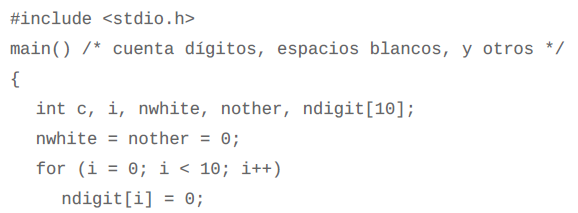 #include <stdio.h>
main() /* cuenta dígitos, espacios blancos, y otros */
{
int c, i, nwhite, nother, ndigit[10];
nwhite = nother = 0;
for (i = 0; i < 10; i++)
ndigit[i] = 0;